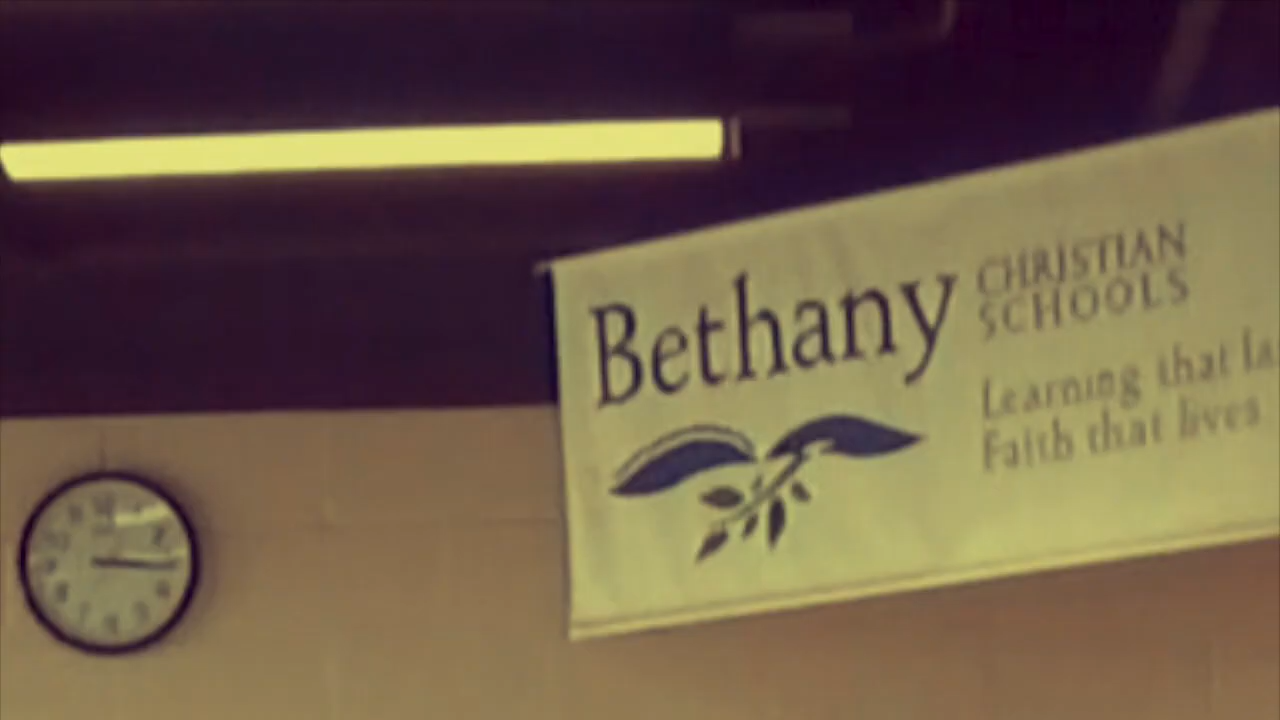 Bethany
CHRISTIAN
SCHOOLS
Learning that la
Faith that lives